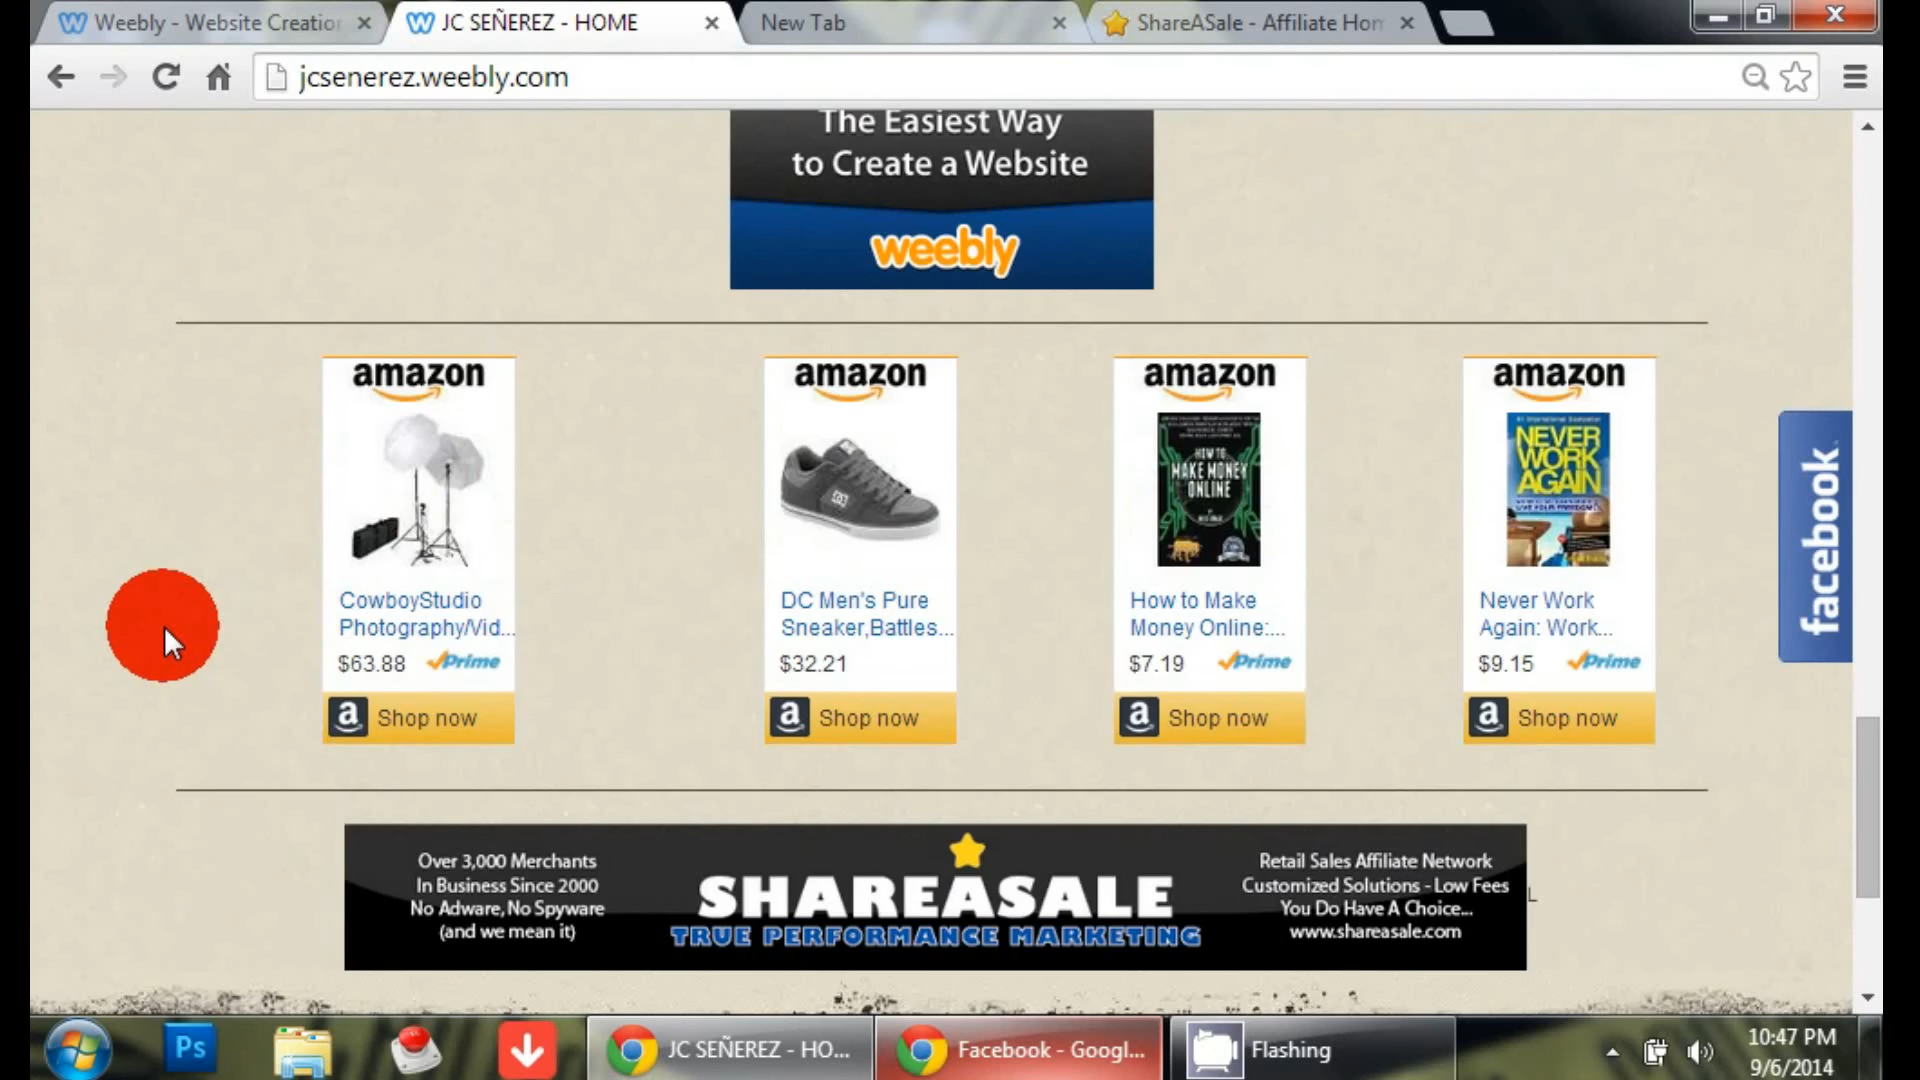 Weebly - Website Creation
JC SEÑEREZ - HOME
New Tab
ShareASale - Affiliate Hom
jcsenerez.weebly.com
The Easiest Way
to Create a Website
weebly
amazon
CowboyStudio
Photography/Vid...
$63.88 Prime
a Shop now
amazon
DC
DC Men's Pure
Sneaker,Battles...
$32.21
a Shop now
amazon
HOW TO
MAKE MONEY
ONLINE
How to Make
Money Online:...
$7.19 Prime
a Shop now
amazon
#1 International Bestseller
NEVER
WORK
AGAIN
Never Work
Again: Work...
$9.15 Prime
a Shop now
facebook
Over 3,000 Merchants
In Business Since 2000
No Adware, No Spyware
(and we mean it)
SHAREASALE
TRUE PERFORMANCE MARKETING
Retail Sales Affiliate Network
Customized Solutions - Low Fees
You Do Have A Choice...
www.shareasale.com
Ps
JC SEÑEREZ - HO...
Facebook - Googl...
Flashing
10:47 PM
9/6/2014